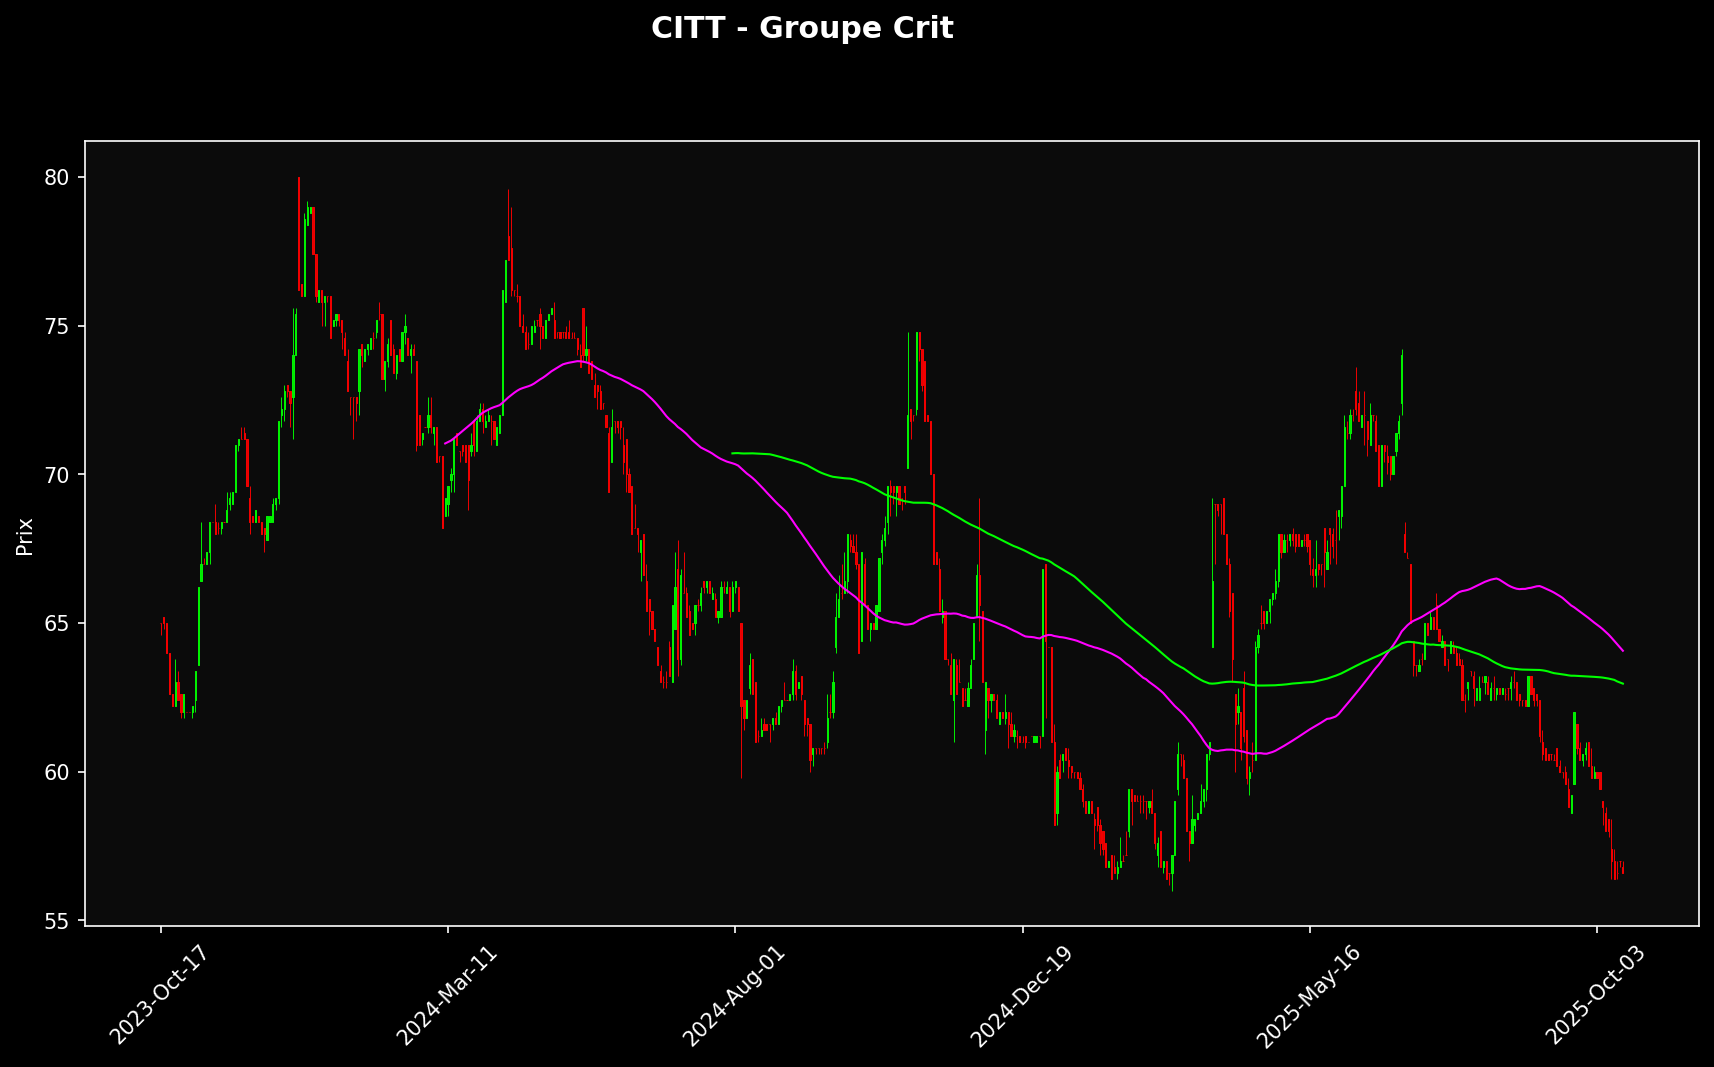 CITT - Groupe Crit
80
75
70
65
60
55
Prix
2023-Oct-17
2024-Mar-11
2024-Aug-01
2024-Dec-19
2025-May-16
2025-Oct-03